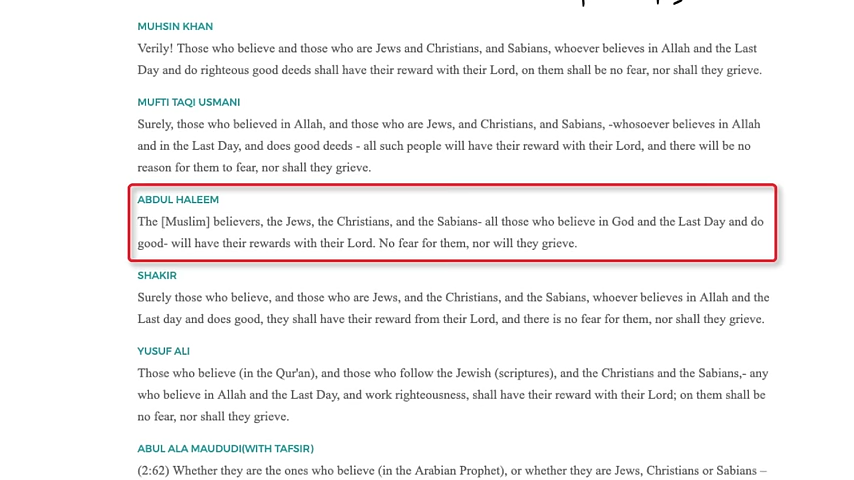 MUHSIN KHAN
Verily! Those who believe and those who are Jews and Christians, and Sabians, whoever believes in Allah and the Last
Day and do righteous good deeds shall have their reward with their Lord, on them shall be no fear, nor shall they grieve.
MUFTI TAQI USMANI
Surely, those who believed in Allah, and those who are Jews, and Christians, and Sabians, -whosoever believes in Allah
and in the Last Day, and does good deeds - all such people will have their reward with their Lord, and there will be no
reason for them to fear, nor shall they grieve.
ABDUL HALEEM
The [Muslim] believers, the Jews, the Christians, and the Sabians- all those who believe in God and the Last Day and do
good- will have their rewards with their Lord. No fear for them, nor will they grieve.
SHAKIR
Surely those who believe, and those who are Jews, and the Christians, and the Sabians, whoever believes in Allah and the
Last day and does good, they shall have their reward from their Lord, and there is no fear for them, nor shall they grieve.
YUSUF ALI
Those who believe (in the Qur'an), and those who follow the Jewish (scriptures), and the Christians and the Sabians,- any
who believe in Allah and the Last Day, and work righteousness, shall have their reward with their Lord; on them shall be
no fear, nor shall they grieve.
ABUL ALA MAUDUDI(WITH TAFSIR)
(2:62) Whether they are the ones who believe (in the Arabian Prophet), or whether they are Jews, Christians or Sabians –